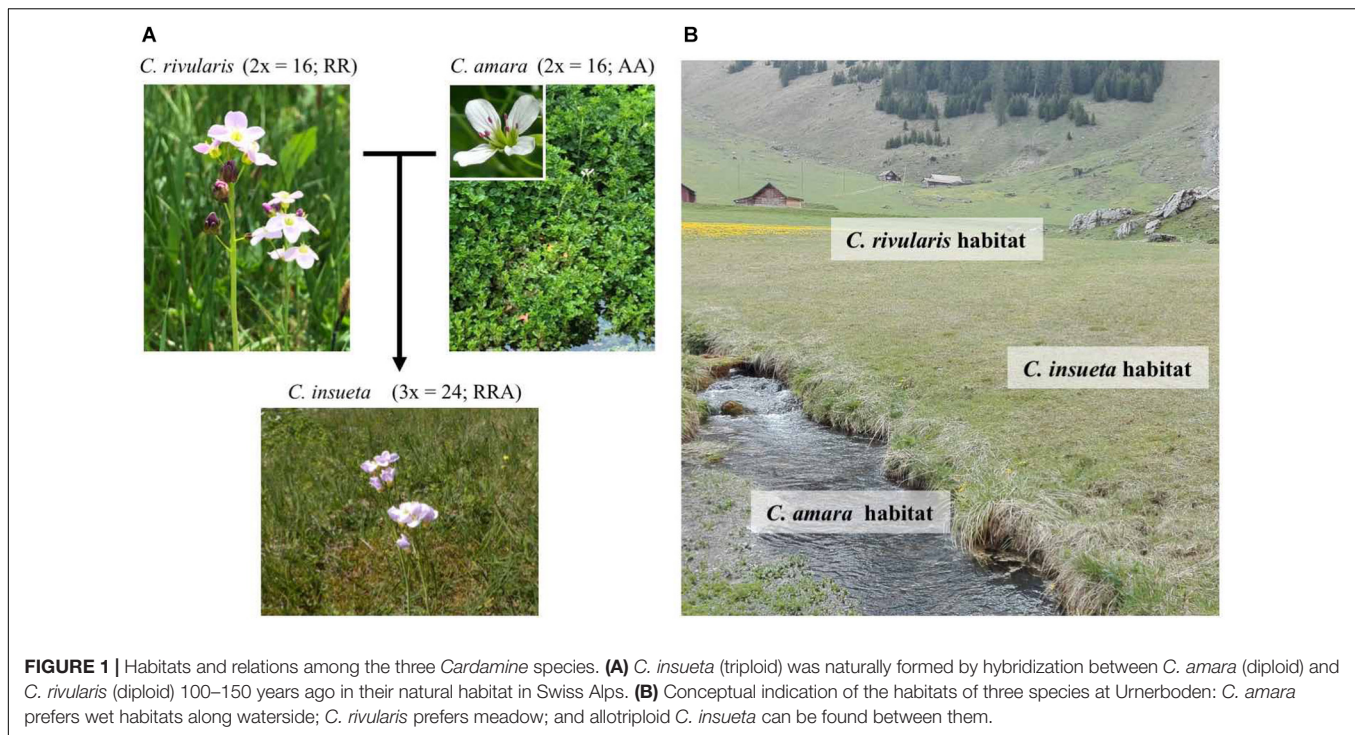 A
C. rivularis (2x = 16; RR)
C. amara (2x = 16; AA)
C. insueta (3x = 24; RRA)
B
C. rivularis habitat
C. insueta habitat
C. amara habitat
FIGURE 1 | Habitats and relations among the three Cardamine species. (A) C. insueta (triploid) was naturally formed by hybridization between C. amara (diploid) and
C. rivularis (diploid) 100–150 years ago in their natural habitat in Swiss Alps. (B) Conceptual indication of the habitats of three species at Urnerboden: C. amara
prefers wet habitats along waterside; C. rivularis prefers meadow; and allotriploid C. insueta can be found between them.